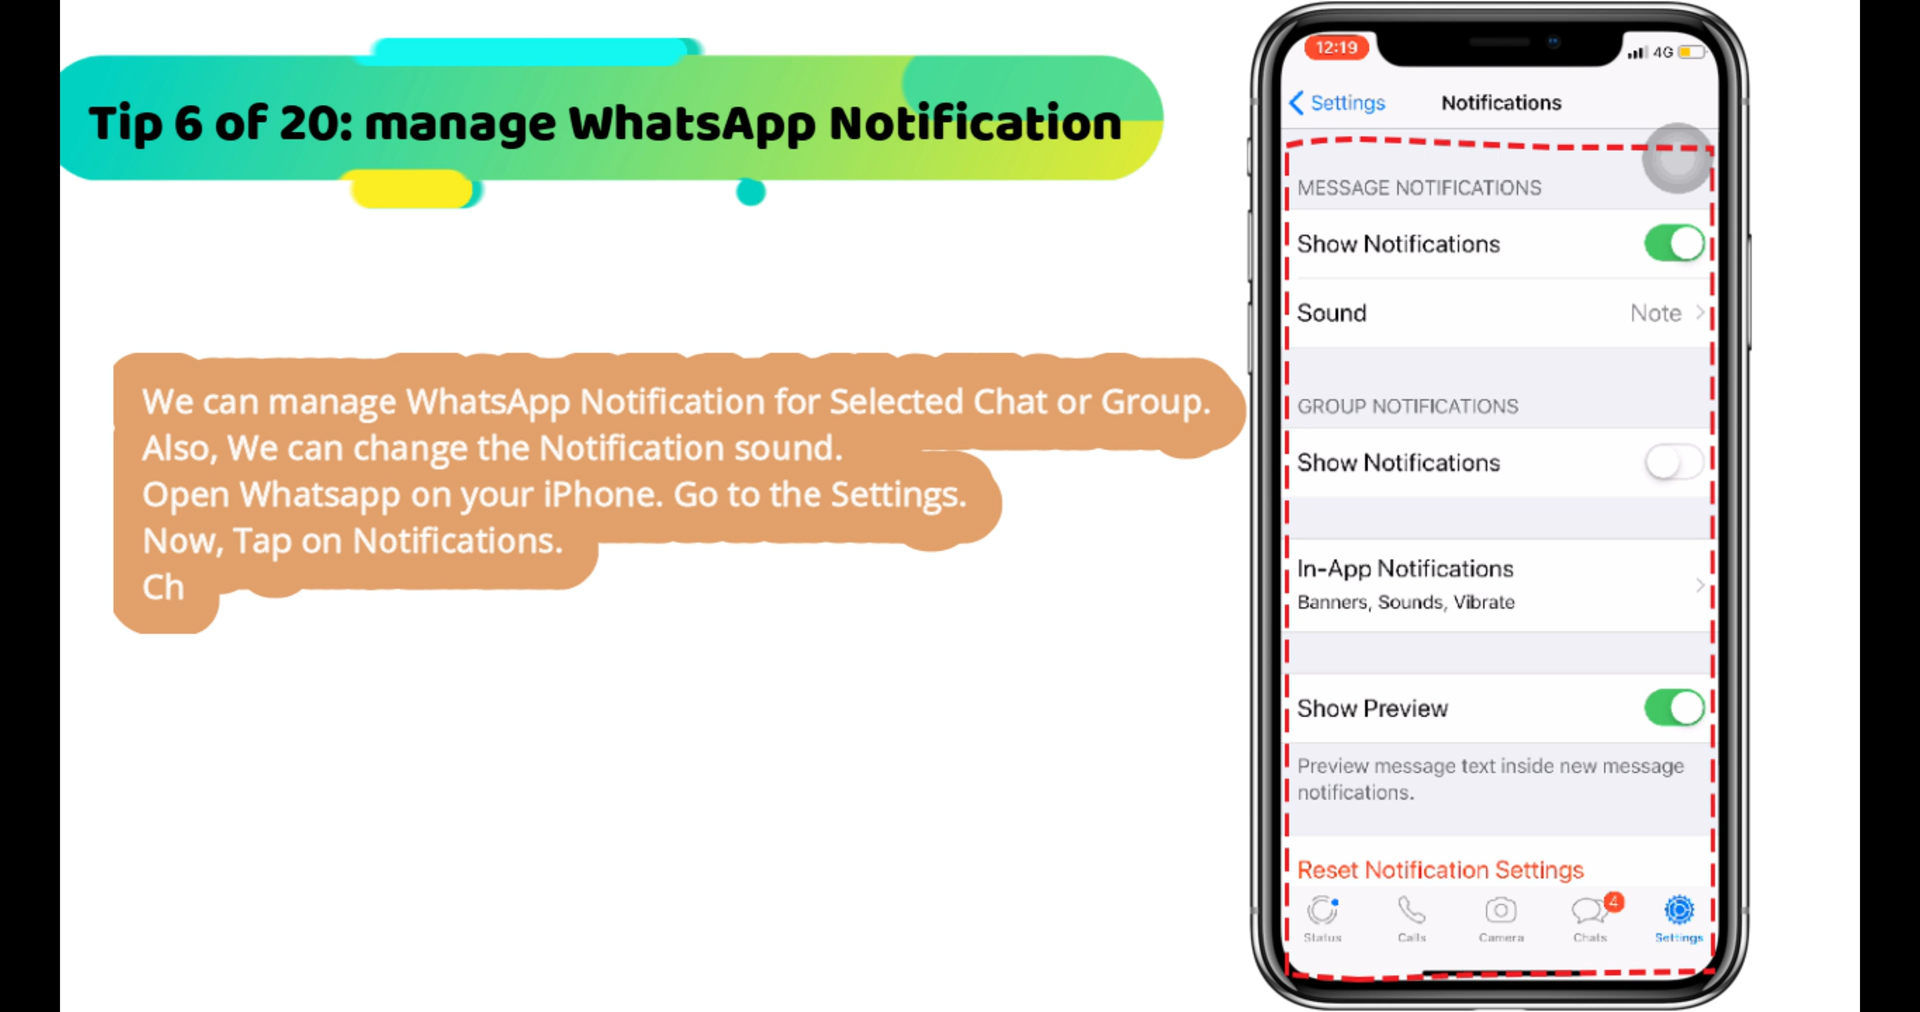 Tip 6 of 20: manage WhatsApp Notification
We can manage WhatsApp Notification for Selected Chat or Group.
Also, We can change the Notification sound.
Open Whatsapp on your iPhone. Go to the Settings.
Now, Tap on Notifications.
Ch
12:19
4G
Settings
Notifications
MESSAGE NOTIFICATIONS
Show Notifications
Sound
Note
GROUP NOTIFICATIONS
Show Notifications
In-App Notifications
Banners, Sounds, Vibrate
Show Preview
Preview message text inside new message
notifications.
Reset Notification Settings
4
Status
Calls
Camera
Chats
Settings